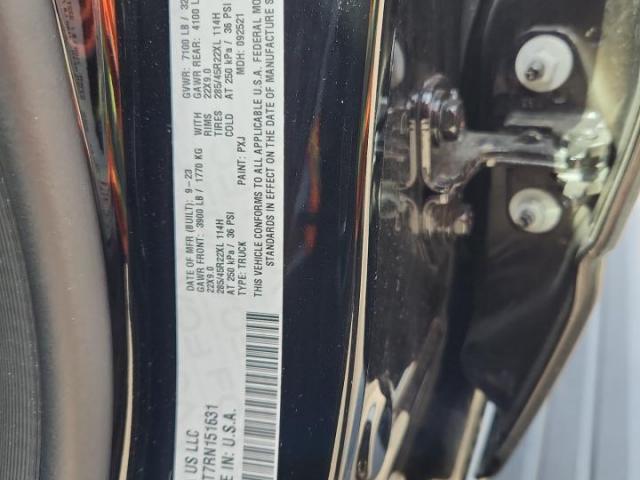 US LLC
DATE OF MFR (BUILT): 9-23 GVWR: 7100 LB / 32
GAWR FRONT: 3900 LB / 1770 KG WITH GAWR REAR: 4100 L
22X9.0 RIMS 22X9.0
285/45R22XL 114H TIRES 285/45R22XL 114H
AT 250 kPa / 36 PSI COLD AT 250 kPa / 36 PSI
TYPE: TRUCK PAINT: PXJ MDH: 092521
THIS VEHICLE CONFORMS TO ALL APPLICABLE U.S.A. FEDERAL MO
STANDARDS IN EFFECT ON THE DATE OF MANUFACTURE S
T7RN151631
E IN: U.S.A.